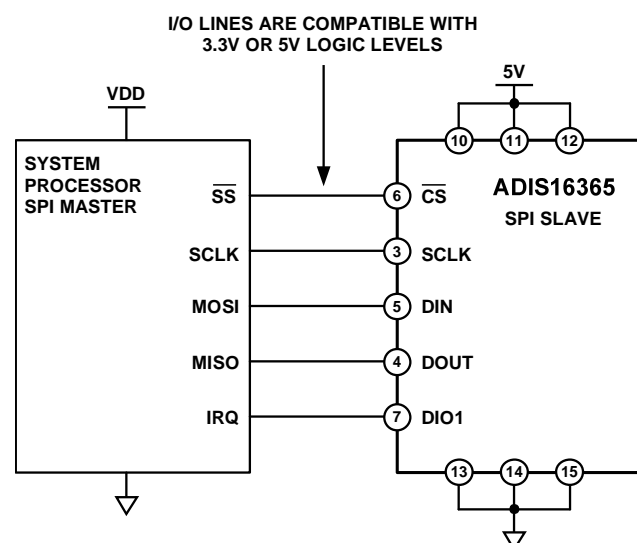 I/O LINES ARE COMPATIBLE WITH
3.3V OR 5V LOGIC LEVELS
VDD
5V
10 11 12
SYSTEM
PROCESSOR
SPI MASTER
ADIS16365
SPI SLAVE
SS 6 CS
SCLK 3 SCLK
MOSI 5 DIN
MISO 4 DOUT
IRQ 7 DIO1
13 14 15